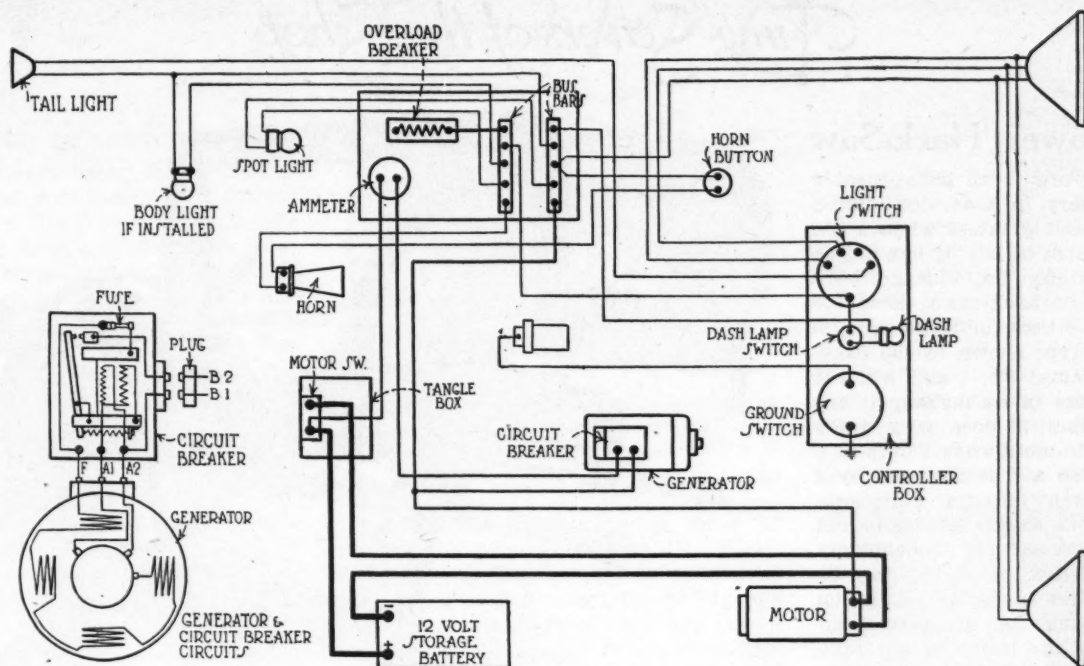 OVERLOAD
BREAKER
TAIL LIGHT
BUS
BARS
SPOT LIGHT
HORN
BUTTON
BODY LIGHT
IF INSTALLED
AMMETER
LIGHT
SWITCH
HORN
FUSE
PLUG
B 2
B 1
DASH LAMP
SWITCH
DASH
LAMP
MOTOR SW.
TANGLE
BOX
CIRCUIT
BREAKER
F A1 A2
CIRCUIT
BREAKER
GENERATOR
GROUND
SWITCH
CONTROLLER
BOX
GENERATOR
GENERATOR &
CIRCUIT BREAKER
CIRCUITS
-
+
12 VOLT
STORAGE
BATTERY
MOTOR